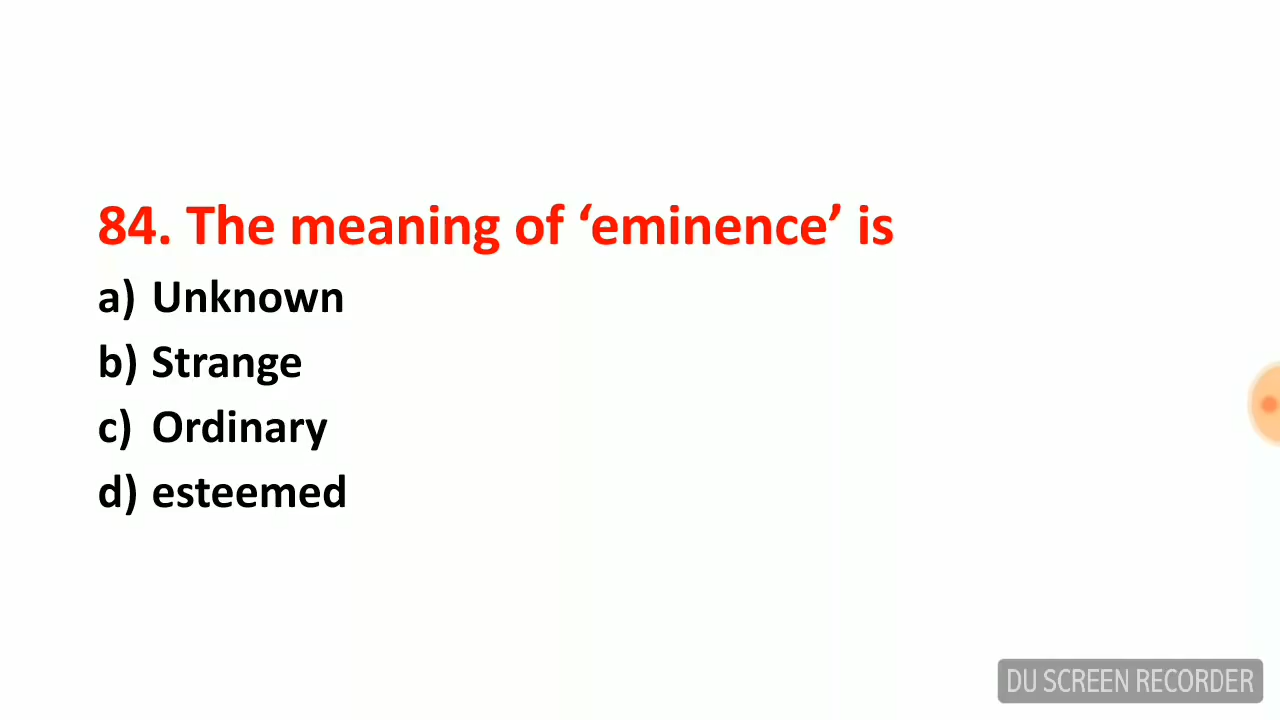 84. The meaning of ‘eminence’ is
a) Unknown
b) Strange
c) Ordinary
d) esteemed
DU SCREEN RECORDER